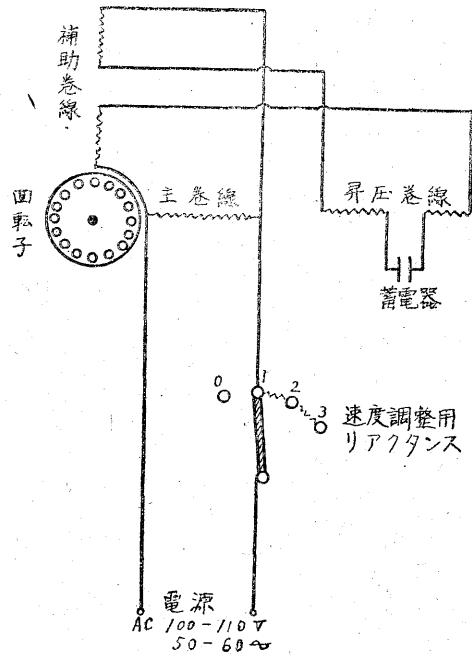 補助巻線
回転子
主巻線
昇圧巻線
蓄電器
0
1
2
3
速度調整用
リアクタンス
電源
AC 100-110V
50-60~